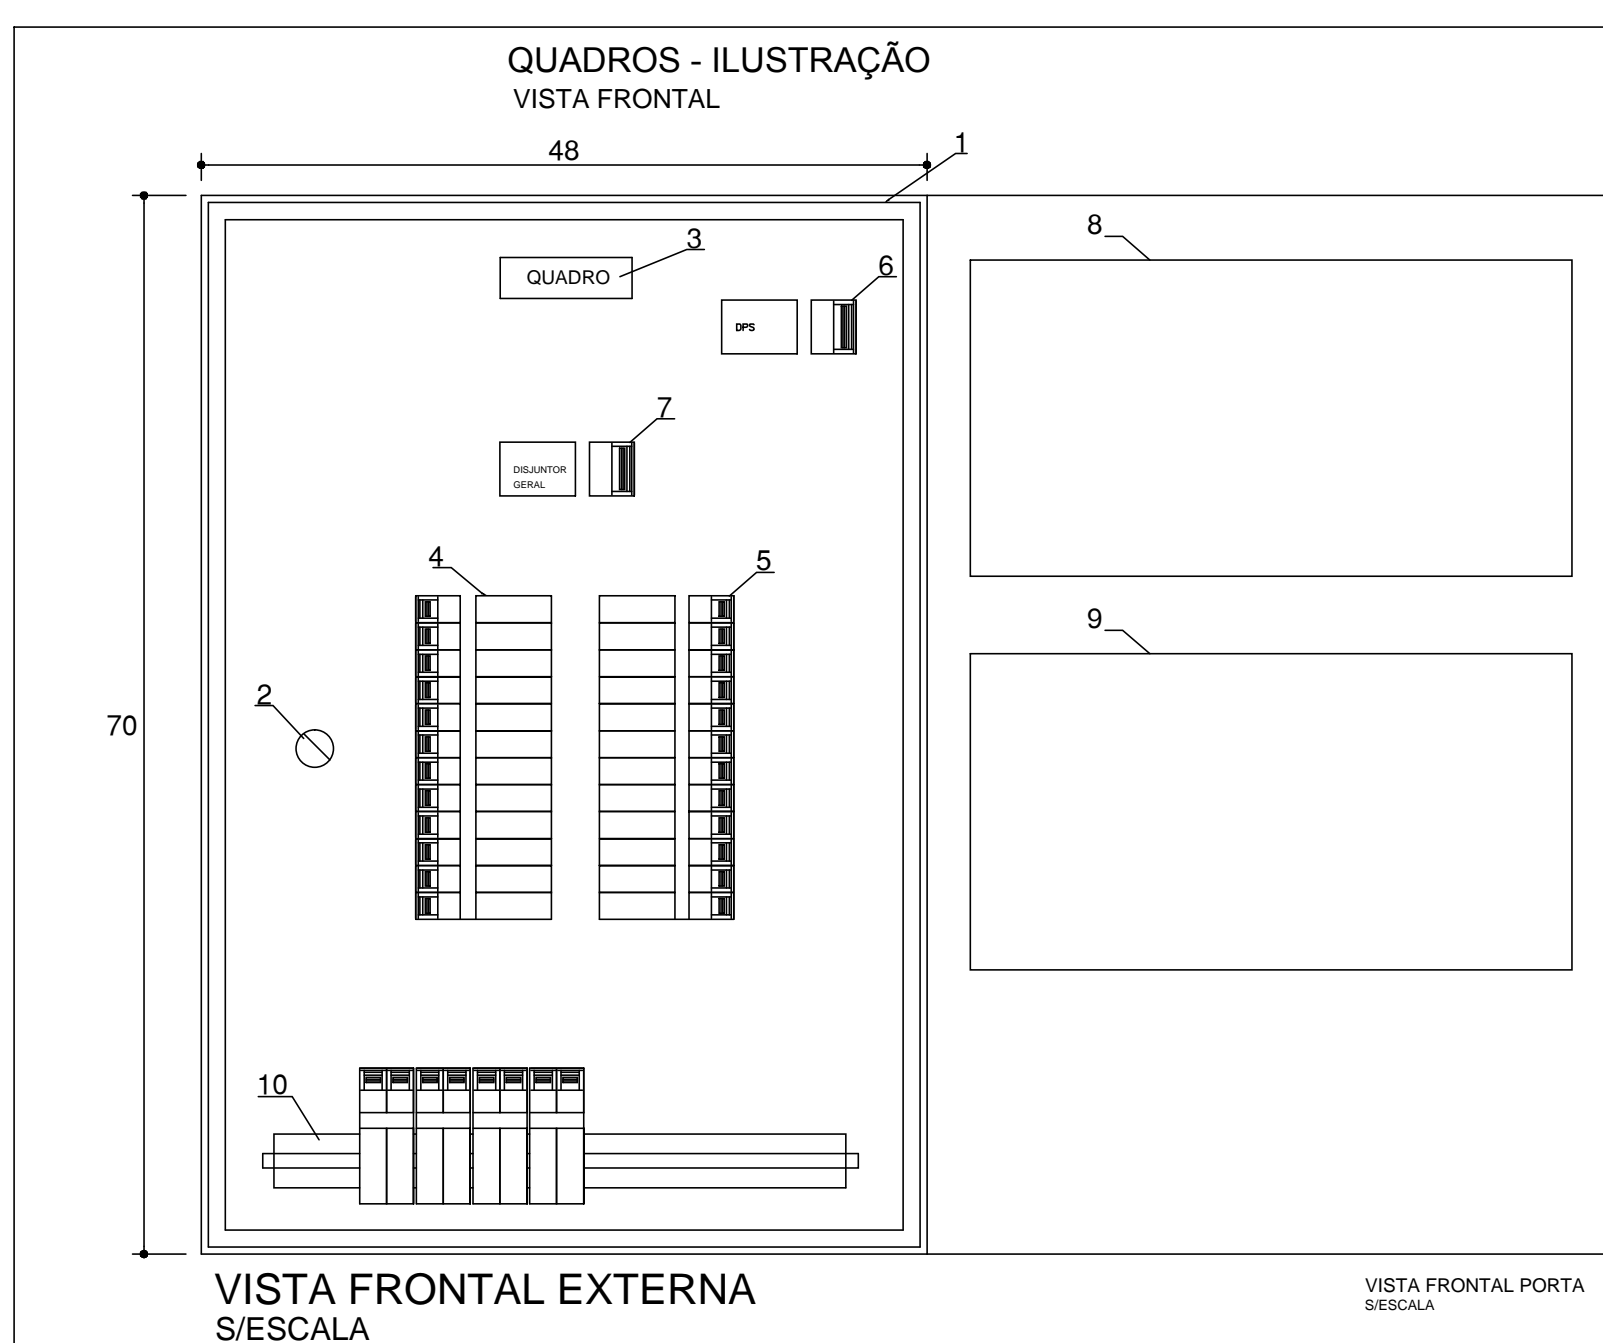 QUADROS - ILUSTRAÇÃO
VISTA FRONTAL
48
1
3
QUADRO
6
DPS
8
7
DISJUNTOR
GERAL
4
5
9
2
70
10
VISTA FRONTAL EXTERNA
S/ESCALA
VISTA FRONTAL PORTA
S/ESCALA